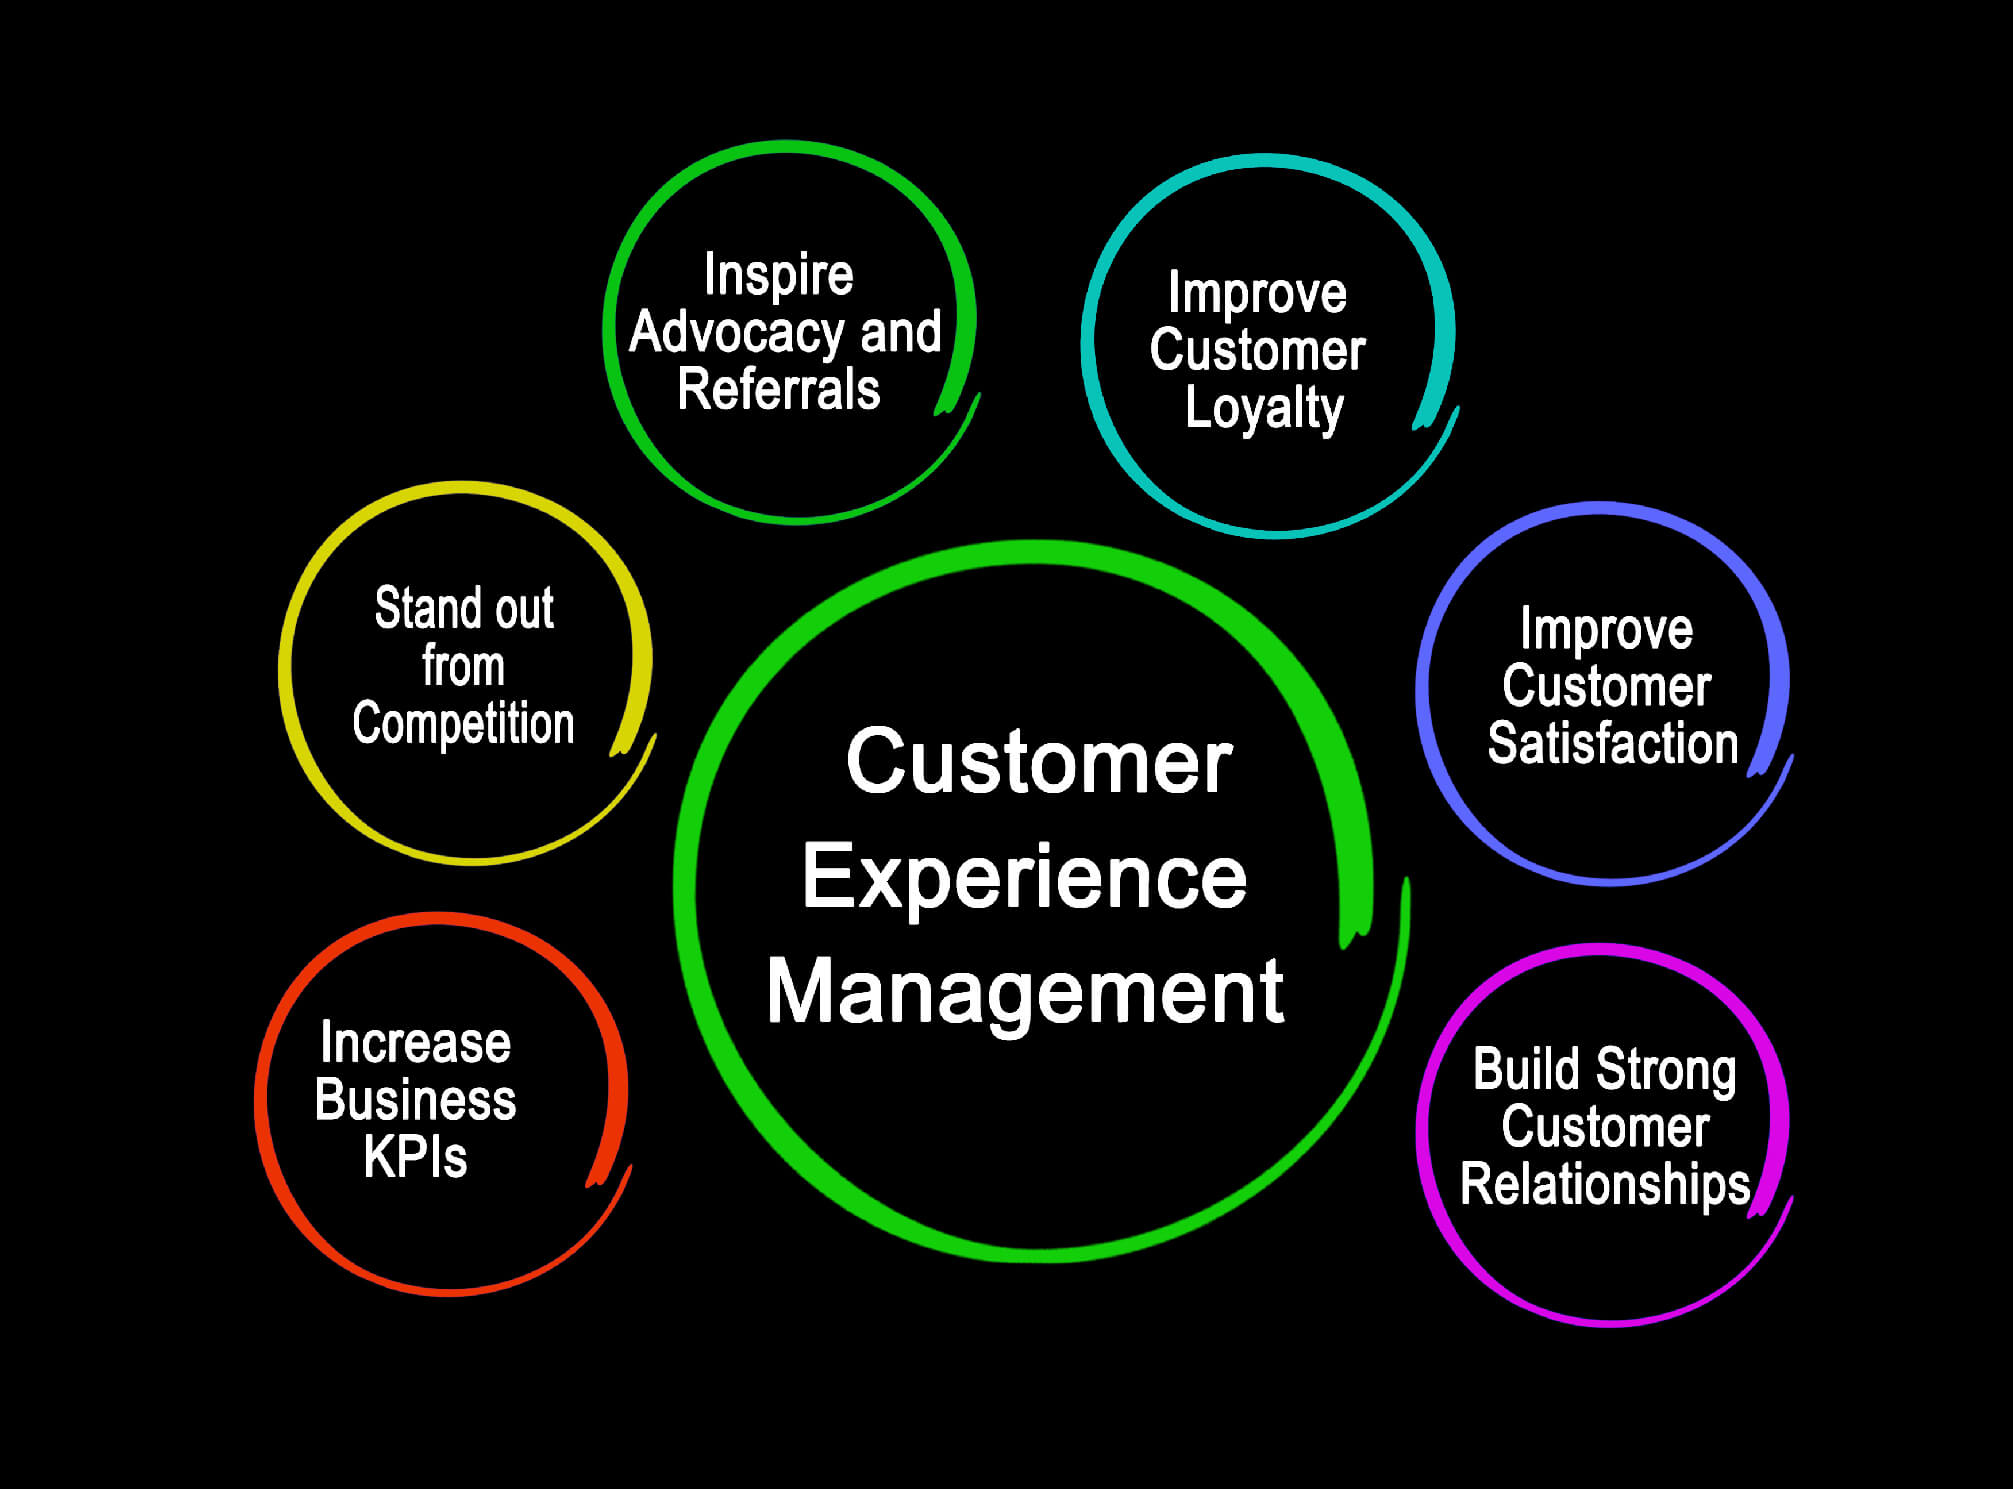 Inspire
Advocacy and
Referrals
Improve
Customer
Loyalty
Stand out
from
Competition
Improve
Customer
Satisfaction
Customer
Experience
Management
Increase
Business
KPIs
Build Strong
Customer
Relationships